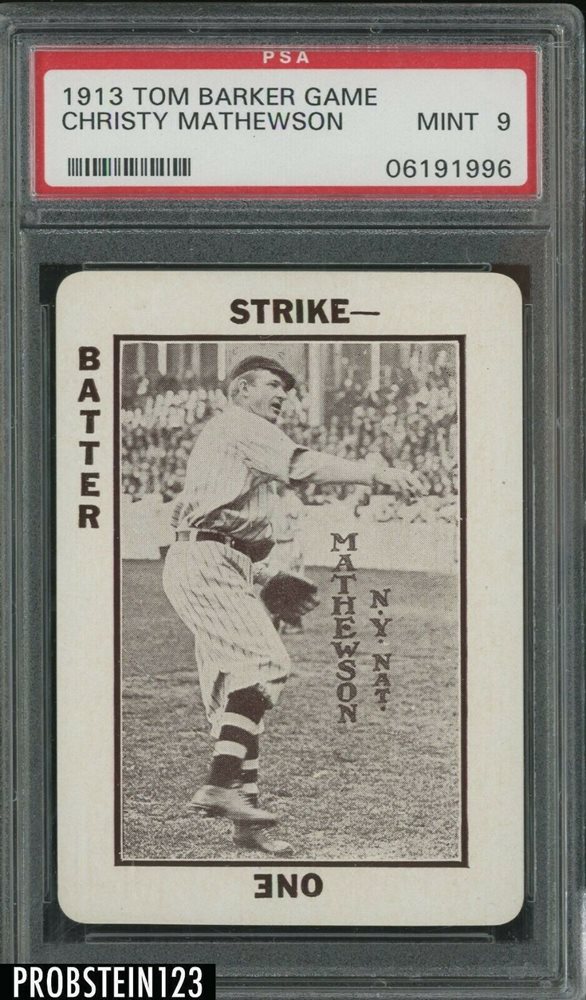 PSA
1913 TOM BARKER GAME
CHRISTY MATHEWSON MINT 9
06191996
STRIKE—
BATTER
MATHEWSON
N.Y. NAT.
ONE
PROBSTEIN123